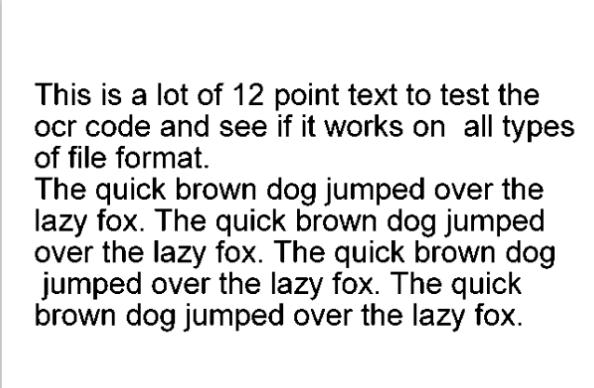 This is a lot of 12 point text to test the
ocr code and see if it works on  all types
of file format.
The quick brown dog jumped over the
lazy fox. The quick brown dog jumped
over the lazy fox. The quick brown dog
 jumped over the lazy fox. The quick
brown dog jumped over the lazy fox.